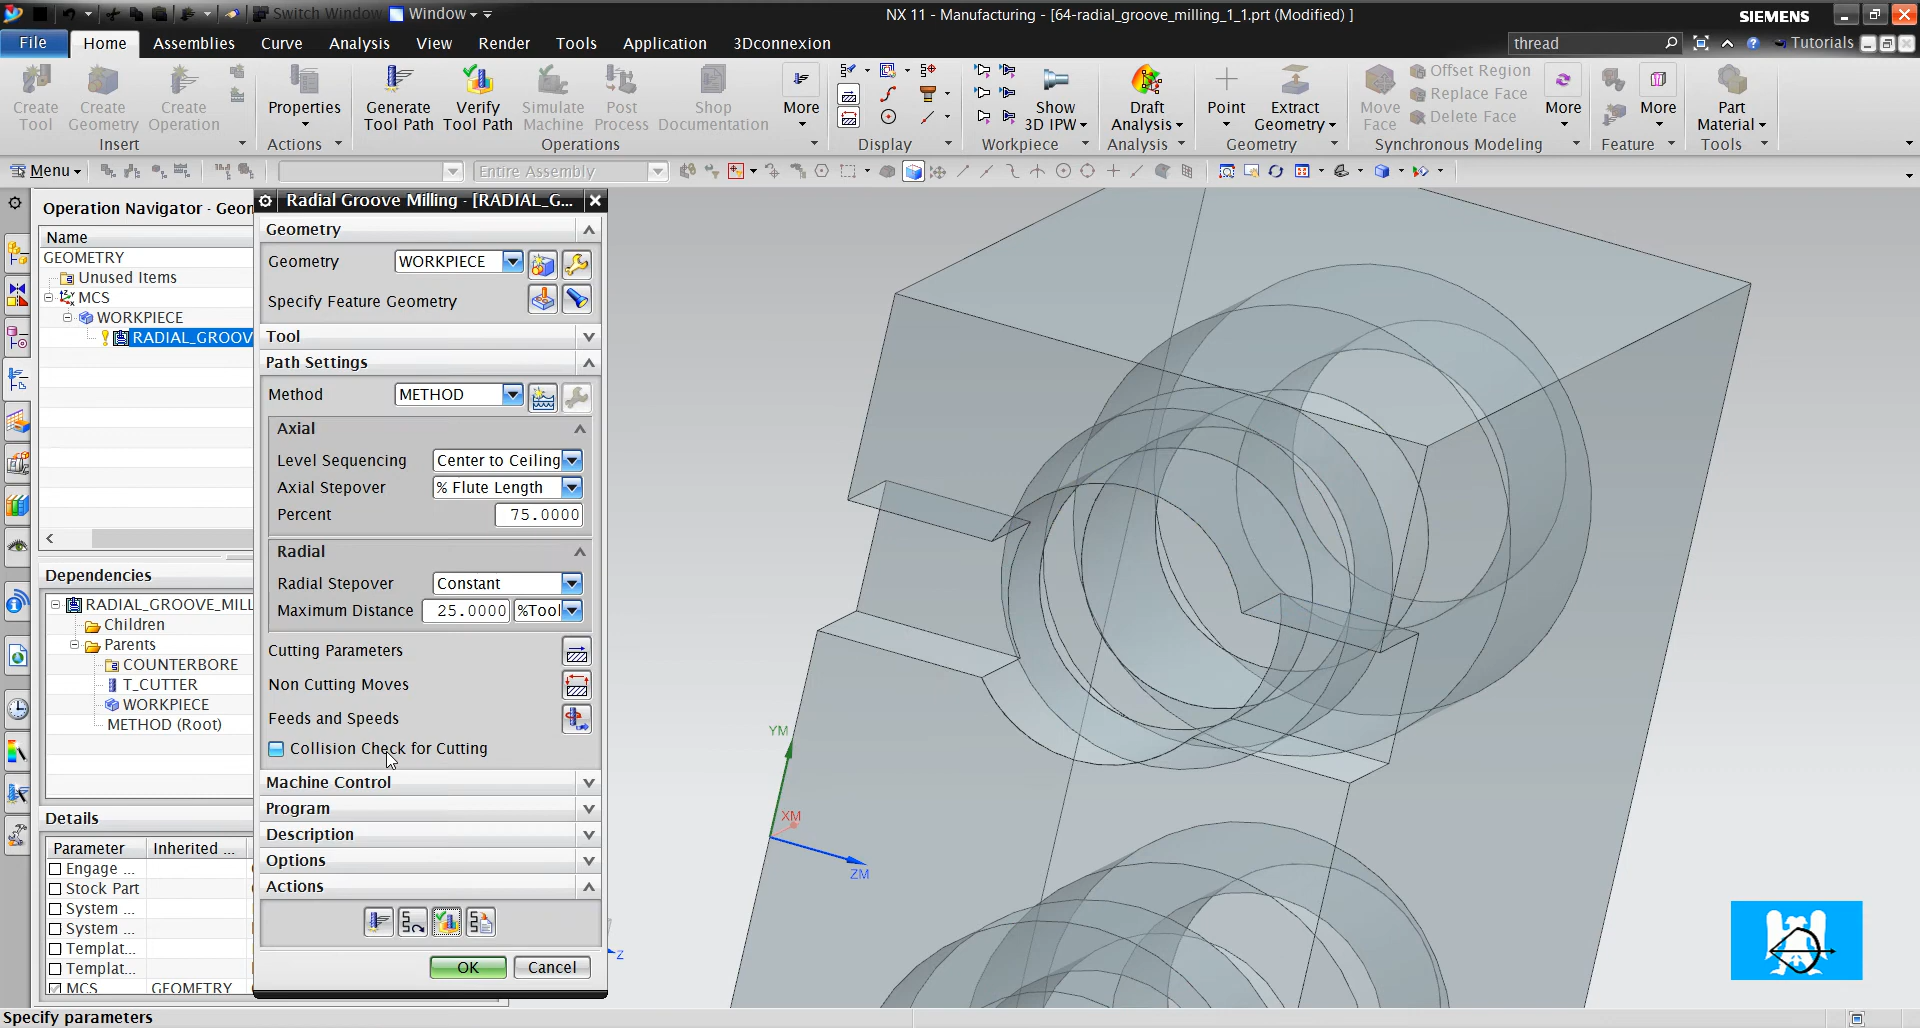 Switch Window Window
NX 11 - Manufacturing - [64-radial_groove_milling_1_1.prt (Modified) ]
SIEMENS
File Home Assemblies Curve Analysis View Render Tools Application 3Dconnexion
thread
Tutorials
Create Tool
Create Geometry
Create Operation
Insert
Properties
Actions
Generate Tool Path
Verify Tool Path
Simulate Machine
Post Process
Shop Documentation
More
Operations
Display
Show 3D IPW
Workpiece
Draft Analysis
Analysis
Point
Extract Geometry
Geometry
Move Face
Offset Region
Replace Face
Delete Face
More
Synchronous Modeling
More
Feature
Part Material
Tools
Menu
Entire Assembly
Operation Navigator - Geon
Name
GEOMETRY
Unused Items
MCS
WORKPIECE
RADIAL_GROOV
Dependencies
RADIAL_GROOVE_MILL
Children
Parents
COUNTERBORE
T_CUTTER
WORKPIECE
METHOD (Root)
Details
Parameter Inherited ...
Engage ...
Stock Part
System ...
System ...
Templat...
Templat...
MCS GEOMETRY
Radial Groove Milling - [RADIAL_G...
Geometry
Geometry WORKPIECE
Specify Feature Geometry
Tool
Path Settings
Method METHOD
Axial
Level Sequencing Center to Ceiling
Axial Stepover % Flute Length
Percent 75.0000
Radial
Radial Stepover Constant
Maximum Distance 25.0000 %Tool
Cutting Parameters
Non Cutting Moves
Feeds and Speeds
Collision Check for Cutting
Machine Control
Program
Description
Options
Actions
OK Cancel
YM
XM
ZM
Z
Specify parameters